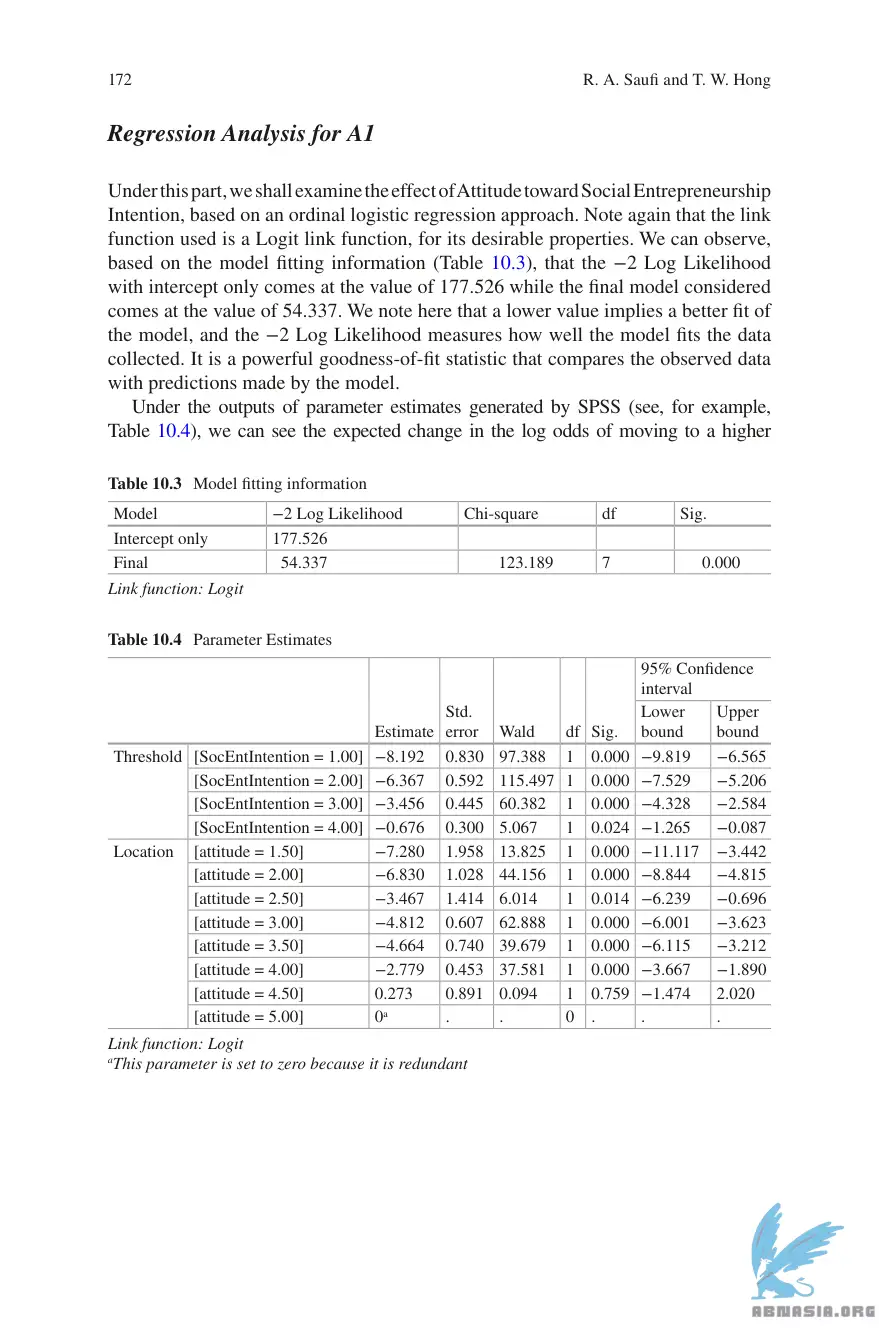 172 R. A. Saufi and T. W. Hong
Regression Analysis for A1
Under this part, we shall examine the effect of Attitude toward Social Entrepreneurship
Intention, based on an ordinal logistic regression approach. Note again that the link
function used is a Logit link function, for its desirable properties. We can observe,
based on the model fitting information (Table 10.3), that the −2 Log Likelihood
with intercept only comes at the value of 177.526 while the final model considered
comes at the value of 54.337. We note here that a lower value implies a better fit of
the model, and the −2 Log Likelihood measures how well the model fits the data
collected. It is a powerful goodness-of-fit statistic that compares the observed data
with predictions made by the model.
Under the outputs of parameter estimates generated by SPSS (see, for example,
Table 10.4), we can see the expected change in the log odds of moving to a higher
Table 10.3 Model fitting information
Model −2 Log Likelihood Chi-square df Sig.
Intercept only 177.526
Final 54.337 123.189 7 0.000
Link function: Logit
Table 10.4 Parameter Estimates
95% Confidence
interval
Std. Lower Upper
Estimate error Wald df Sig. bound bound
Threshold [SocEntIntention = 1.00] −8.192 0.830 97.388 1 0.000 −9.819 −6.565
[SocEntIntention = 2.00] −6.367 0.592 115.497 1 0.000 −7.529 −5.206
[SocEntIntention = 3.00] −3.456 0.445 60.382 1 0.000 −4.328 −2.584
[SocEntIntention = 4.00] −0.676 0.300 5.067 1 0.024 −1.265 −0.087
Location [attitude = 1.50] −7.280 1.958 13.825 1 0.000 −11.117 −3.442
[attitude = 2.00] −6.830 1.028 44.156 1 0.000 −8.844 −4.815
[attitude = 2.50] −3.467 1.414 6.014 1 0.014 −6.239 −0.696
[attitude = 3.00] −4.812 0.607 62.888 1 0.000 −6.001 −3.623
[attitude = 3.50] −4.664 0.740 39.679 1 0.000 −6.115 −3.212
[attitude = 4.00] −2.779 0.453 37.581 1 0.000 −3.667 −1.890
[attitude = 4.50] 0.273 0.891 0.094 1 0.759 −1.474 2.020
[attitude = 5.00] 0ᵃ . . 0 . . .
Link function: Logit
ᵃThis parameter is set to zero because it is redundant
ABMASIA.ORG